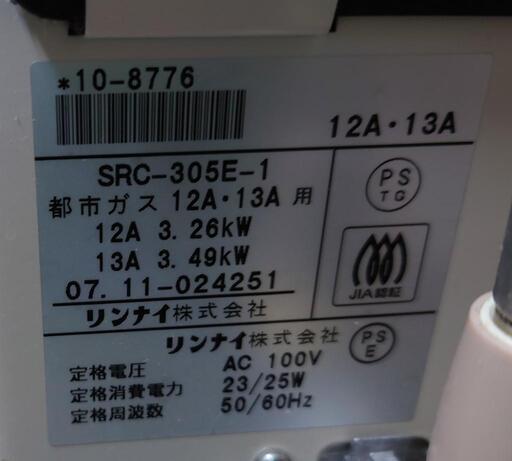 *10-8776
12A・13A
SRC-305E-1
都市ガス 12A・13A 用
12A 3.26kW
13A 3.49kW
07.11-024251
リンナイ株式会社
PS
TG
JIA認証
リンナイ株式会社
PS
E
定格電圧 AC 100V
定格消費電力 23/25W
定格周波数 50/60Hz